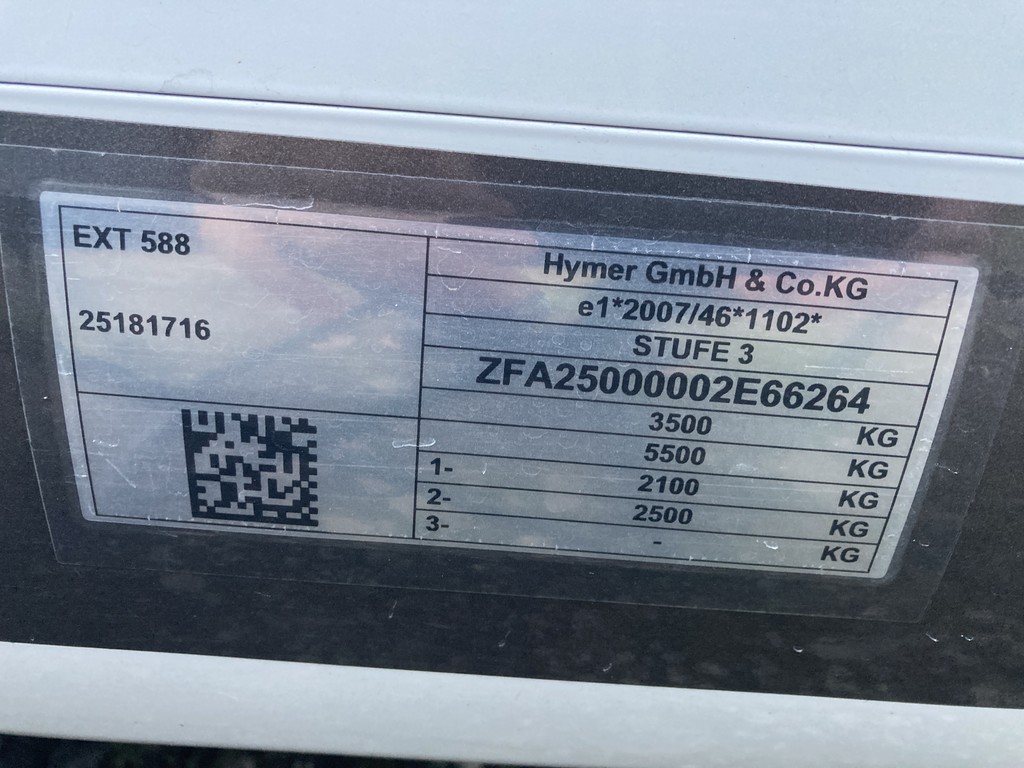 EXT 588
25181716
Hymer GmbH & Co.KG
e1*2007/46*1102*
STUFE 3
ZFA25000002E66264
3500 KG
5500 KG
1- 2100 KG
2- 2500 KG
3- - KG